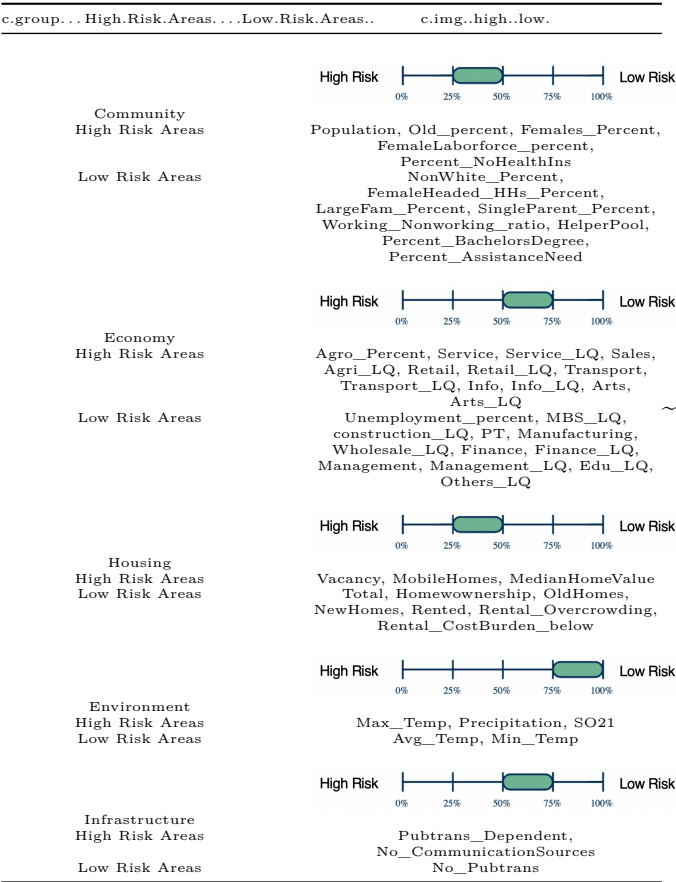 c.group...High.Risk.Areas....Low.Risk.Areas.. c.img..high..low.
High Risk Low Risk
0% 25% 50% 75% 100%
Community
High Risk Areas Population, Old_percent, Females_Percent,
FemaleLaborforce_percent,
Percent_NoHealthIns
Low Risk Areas NonWhite_Percent,
FemaleHeaded_HHs_Percent,
LargeFam_Percent, SingleParent_Percent,
Working_Nonworking_ratio, HelperPool,
Percent_BachelorsDegree,
Percent_AssistanceNeed
High Risk Low Risk
0% 25% 50% 75% 100%
Economy
High Risk Areas Agro_Percent, Service, Service_LQ, Sales,
Agri_LQ, Retail, Retail_LQ, Transport,
Transport_LQ, Info, Info_LQ, Arts,
Arts_LQ
~
Low Risk Areas Unemployment_percent, MBS_LQ,
construction_LQ, PT, Manufacturing,
Wholesale_LQ, Finance, Finance_LQ,
Management, Management_LQ, Edu_LQ,
Others_LQ
High Risk Low Risk
0% 25% 50% 75% 100%
Housing
High Risk Areas Vacancy, MobileHomes, MedianHomeValue
Low Risk Areas Total, Homewownership, OldHomes,
NewHomes, Rented, Rental_Overcrowding,
Rental_CostBurden_below
High Risk Low Risk
0% 25% 50% 75% 100%
Environment
High Risk Areas Max_Temp, Precipitation, SO21
Low Risk Areas Avg_Temp, Min_Temp
High Risk Low Risk
0% 25% 50% 75% 100%
Infrastructure
High Risk Areas Pubtrans_Dependent,
No_CommunicationSources
Low Risk Areas No_Pubtrans